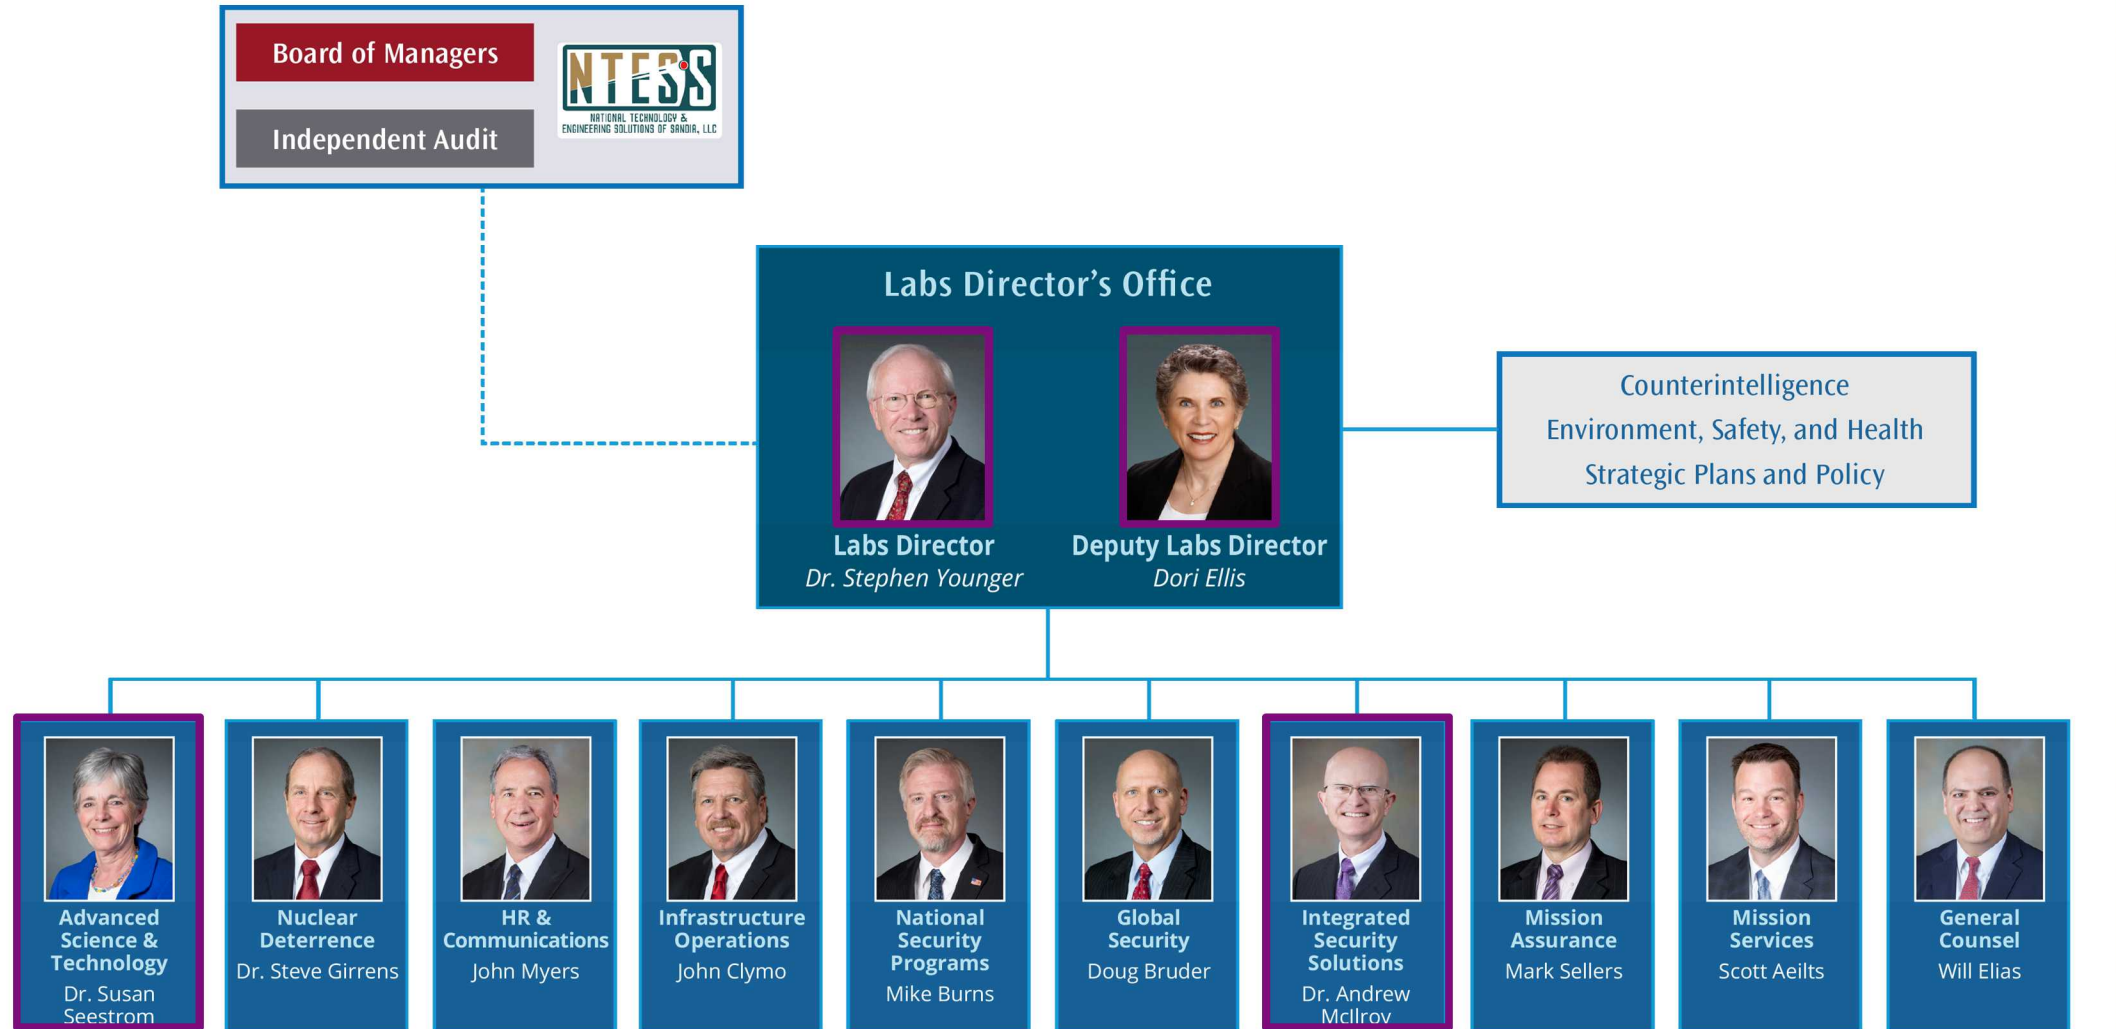 Board of Managers
Independent Audit
NTESS
NATIONAL TECHNOLOGY &
ENGINEERING SOLUTIONS OF SANDIA, LLC
Labs Director's Office
Labs Director
Dr. Stephen Younger
Deputy Labs Director
Dori Ellis
Counterintelligence
Environment, Safety, and Health
Strategic Plans and Policy
Advanced
Science &
Technology
Dr. Susan
Seestrom
Nuclear
Deterrence
Dr. Steve Girrens
HR &
Communications
John Myers
Infrastructure
Operations
John Clymo
National
Security
Programs
Mike Burns
Global
Security
Doug Bruder
Integrated
Security
Solutions
Dr. Andrew
McIlroy
Mission
Assurance
Mark Sellers
Mission
Services
Scott Aeilts
General
Counsel
Will Elias